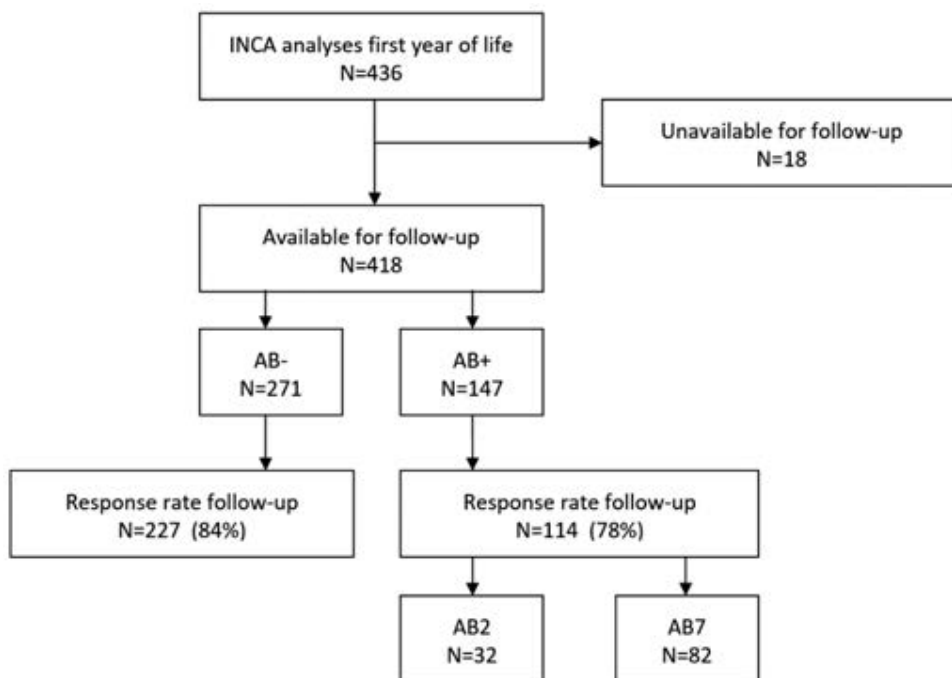 INCA analyses first year of life
N=436
Unavailable for follow-up
N=18
Available for follow-up
N=418
AB-
N=271
AB+
N=147
Response rate follow-up
N=227 (84%)
Response rate follow-up
N=114 (78%)
AB2
N=32
AB7
N=82